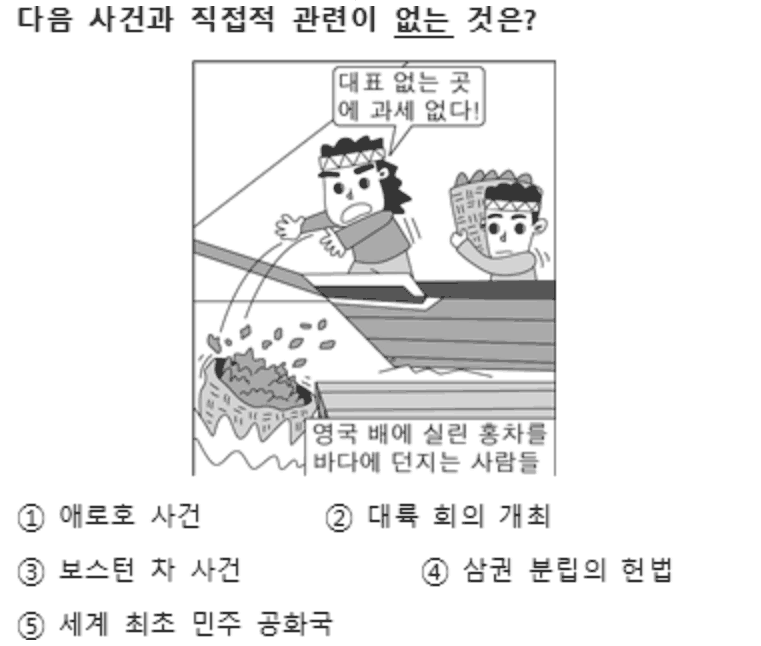 다음 사건과 직접적 관련이 없는 것은?
대표 없는 곳
에 과세 없다!
영국 배에 실린 홍차를
바다에 던지는 사람들
① 애로호 사건 ② 대륙 회의 개최
③ 보스턴 차 사건 ④ 삼권 분립의 헌법
⑤ 세계 최초 민주 공화국